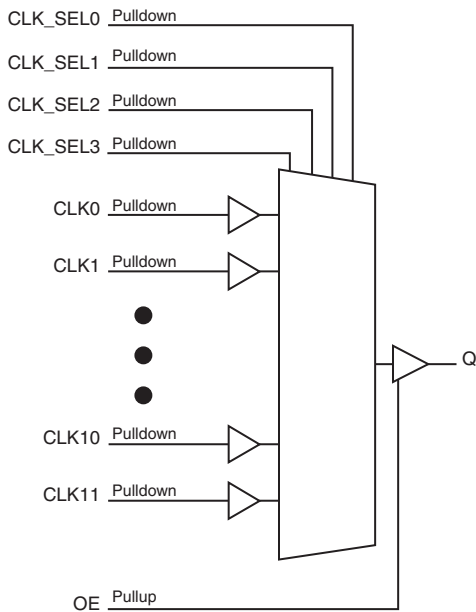 CLK_SEL0 Pulldown
CLK_SEL1 Pulldown
CLK_SEL2 Pulldown
CLK_SEL3 Pulldown
CLK0 Pulldown
CLK1 Pulldown
Q
CLK10 Pulldown
CLK11 Pulldown
OE Pullup